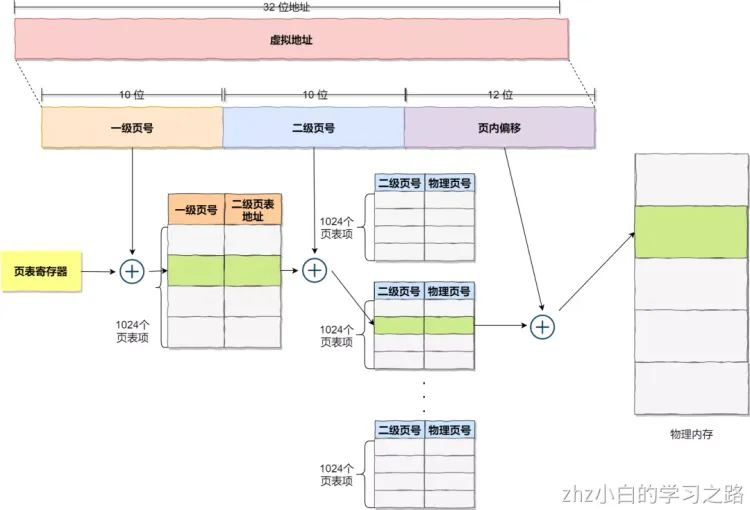 32 位地址
虚拟地址
10 位
10 位
12 位
一级页号
二级页号
页内偏移
二级页号 物理页号
1024个
页表项
一级页号
二级页表
地址
页表寄存器
1024个
页表项
二级页号 物理页号
1024个
页表项
二级页号 物理页号
1024个
页表项
物理内存
zhz小白的学习之路